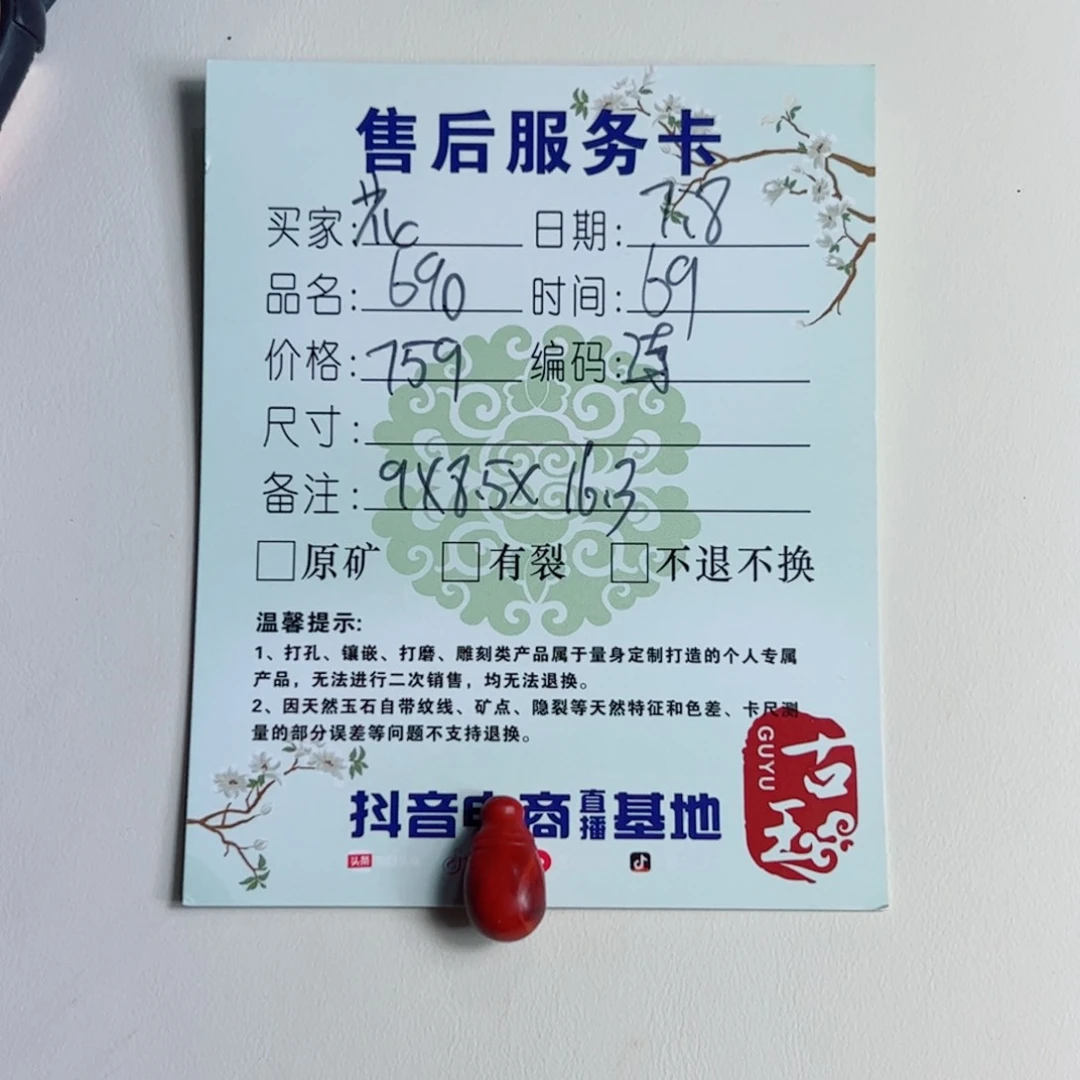 售后服务卡
买家: 花 日期: 7.8
品名: 690 时间: 69
价格: 759 编码:
尺寸:
备注: 9X8.5X16.3
原矿 有裂 不退不换
温馨提示:
1、打孔、镶嵌、打磨、雕刻类产品属于量身定制打造的个人专属
产品，无法进行二次销售，均无法退换。
2、因天然玉石自带纹线、矿点、隐裂等天然特征和色差、卡尺测
量的部分误差等问题不支持退换。
古玉
GUYU
抖音电商直播基地
头条